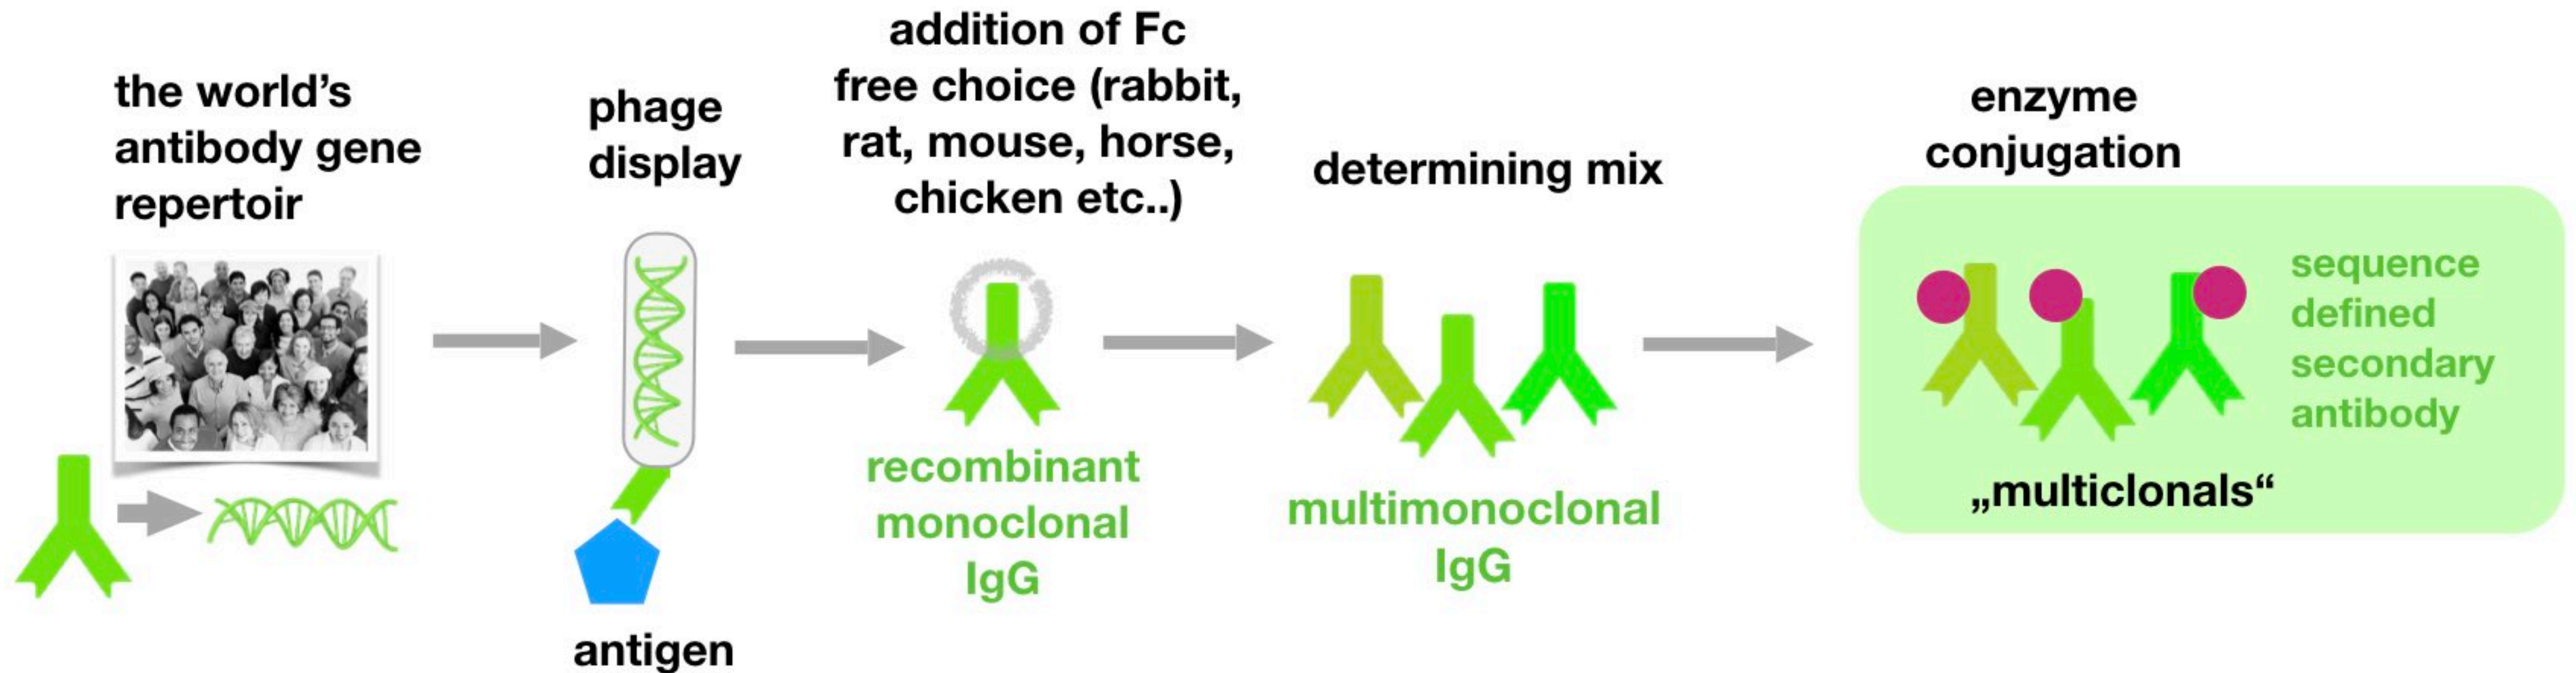 the world's
antibody gene
repertoir
phage
display
antigen
addition of Fc
free choice (rabbit,
rat, mouse, horse,
chicken etc..)
recombinant
monoclonal
IgG
determining mix
multimonoclonal
IgG
enzyme
conjugation
sequence
defined
secondary
antibody
„multiclonals“